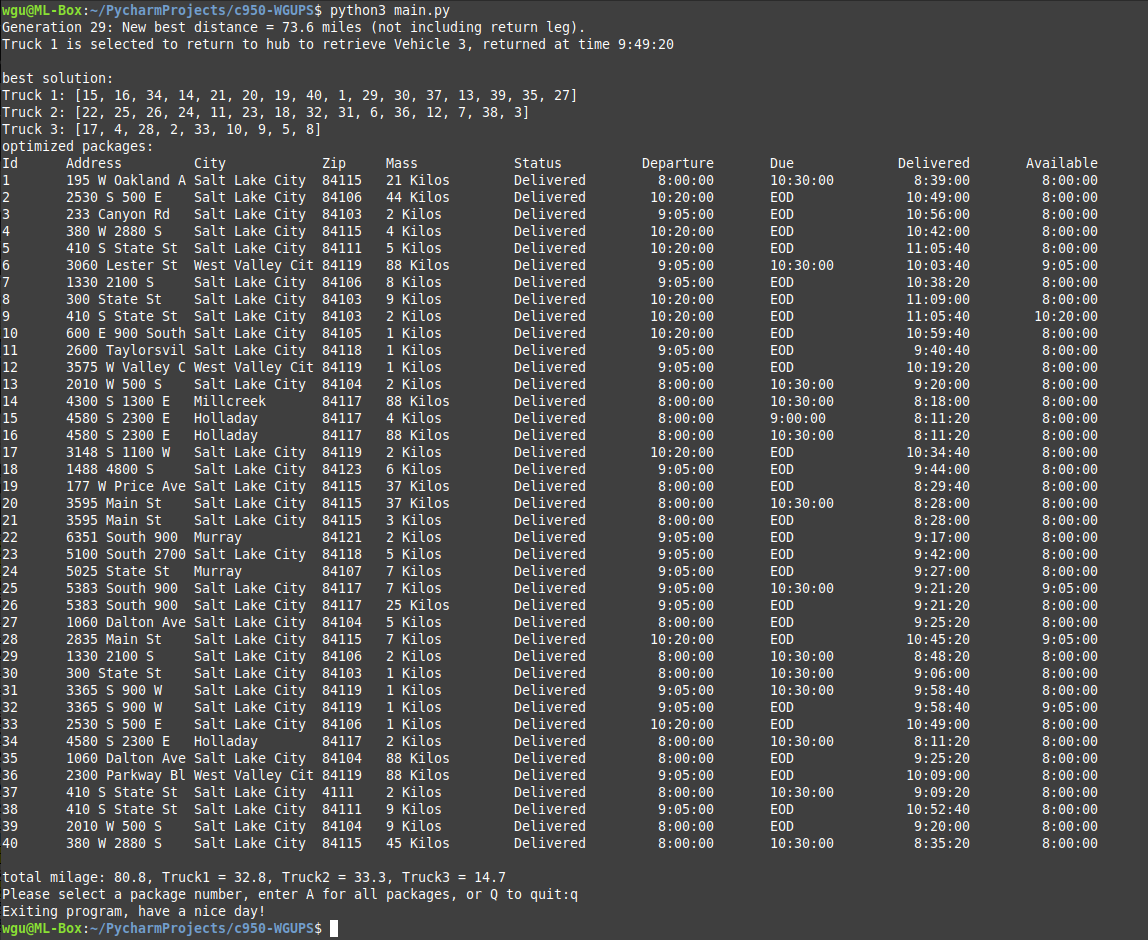 wgu@ML-Box:~/PycharmProjects/c950-WGUPS$ python3 main.py
Generation 29: New best distance = 73.6 miles (not including return leg).
Truck 1 is selected to return to hub to retrieve Vehicle 3, returned at time 9:49:20
best solution:
Truck 1: [15, 16, 34, 14, 21, 20, 19, 40, 1, 29, 30, 37, 13, 39, 35, 27]
Truck 2: [22, 25, 26, 24, 11, 23, 18, 32, 31, 6, 36, 12, 7, 38, 3]
Truck 3: [17, 4, 28, 2, 33, 10, 9, 5, 8]
optimized packages:
Id Address City Zip Mass Status Departure Due Delivered Available
1 195 W Oakland A Salt Lake City 84115 21 Kilos Delivered 8:00:00 10:30:00 8:39:00 8:00:00
2 2530 S 500 E Salt Lake City 84106 44 Kilos Delivered 10:20:00 EOD 10:49:00 8:00:00
3 233 Canyon Rd Salt Lake City 84103 2 Kilos Delivered 9:05:00 EOD 10:56:00 8:00:00
4 380 W 2880 S Salt Lake City 84115 4 Kilos Delivered 10:20:00 EOD 10:42:00 8:00:00
5 410 S State St Salt Lake City 84111 5 Kilos Delivered 10:20:00 EOD 11:05:40 8:00:00
6 3060 Lester St West Valley Cit 84119 88 Kilos Delivered 9:05:00 10:30:00 10:03:40 9:05:00
7 1330 2100 S Salt Lake City 84106 8 Kilos Delivered 9:05:00 EOD 10:38:20 8:00:00
8 300 State St Salt Lake City 84103 9 Kilos Delivered 10:20:00 EOD 11:09:00 8:00:00
9 410 S State St Salt Lake City 84103 2 Kilos Delivered 10:20:00 EOD 11:05:40 10:20:00
10 600 E 900 South Salt Lake City 84105 1 Kilos Delivered 10:20:00 EOD 10:59:40 8:00:00
11 2600 Taylorsvil Salt Lake City 84118 1 Kilos Delivered 9:05:00 EOD 9:40:40 8:00:00
12 3575 W Valley C West Valley Cit 84119 1 Kilos Delivered 9:05:00 EOD 10:19:20 8:00:00
13 2010 W 500 S Salt Lake City 84104 2 Kilos Delivered 8:00:00 10:30:00 9:20:00 8:00:00
14 4300 S 1300 E Millcreek 84117 88 Kilos Delivered 8:00:00 10:30:00 8:18:00 8:00:00
15 4580 S 2300 E Holladay 84117 4 Kilos Delivered 8:00:00 9:00:00 8:11:20 8:00:00
16 4580 S 2300 E Holladay 84117 88 Kilos Delivered 8:00:00 10:30:00 8:11:20 8:00:00
17 3148 S 1100 W Salt Lake City 84119 2 Kilos Delivered 10:20:00 EOD 10:34:40 8:00:00
18 1488 4800 S Salt Lake City 84123 6 Kilos Delivered 9:05:00 EOD 9:44:00 8:00:00
19 177 W Price Ave Salt Lake City 84115 37 Kilos Delivered 8:00:00 EOD 8:29:40 8:00:00
20 3595 Main St Salt Lake City 84115 37 Kilos Delivered 8:00:00 10:30:00 8:28:00 8:00:00
21 3595 Main St Salt Lake City 84115 3 Kilos Delivered 8:00:00 EOD 8:28:00 8:00:00
22 6351 South 900 Murray 84121 2 Kilos Delivered 9:05:00 EOD 9:17:00 8:00:00
23 5100 South 2700 Salt Lake City 84118 5 Kilos Delivered 9:05:00 EOD 9:42:00 8:00:00
24 5025 State St Murray 84107 7 Kilos Delivered 9:05:00 EOD 9:27:00 8:00:00
25 5383 South 900 Salt Lake City 84117 7 Kilos Delivered 9:05:00 10:30:00 9:21:20 9:05:00
26 5383 South 900 Salt Lake City 84117 25 Kilos Delivered 9:05:00 EOD 9:21:20 8:00:00
27 1060 Dalton Ave Salt Lake City 84104 5 Kilos Delivered 8:00:00 EOD 9:25:20 8:00:00
28 2835 Main St Salt Lake City 84115 7 Kilos Delivered 10:20:00 EOD 10:45:20 9:05:00
29 1330 2100 S Salt Lake City 84106 2 Kilos Delivered 8:00:00 10:30:00 8:48:20 8:00:00
30 300 State St Salt Lake City 84103 1 Kilos Delivered 8:00:00 10:30:00 9:06:00 8:00:00
31 3365 S 900 W Salt Lake City 84119 1 Kilos Delivered 9:05:00 10:30:00 9:58:40 8:00:00
32 3365 S 900 W Salt Lake City 84119 1 Kilos Delivered 9:05:00 EOD 9:58:40 9:05:00
33 2530 S 500 E Salt Lake City 84106 1 Kilos Delivered 10:20:00 EOD 10:49:00 8:00:00
34 4580 S 2300 E Holladay 84117 2 Kilos Delivered 8:00:00 10:30:00 8:11:20 8:00:00
35 1060 Dalton Ave Salt Lake City 84104 88 Kilos Delivered 8:00:00 EOD 9:25:20 8:00:00
36 2300 Parkway Bl West Valley Cit 84119 88 Kilos Delivered 9:05:00 EOD 10:09:00 8:00:00
37 410 S State St Salt Lake City 4111 2 Kilos Delivered 8:00:00 10:30:00 9:09:20 8:00:00
38 410 S State St Salt Lake City 84111 9 Kilos Delivered 9:05:00 EOD 10:52:40 8:00:00
39 2010 W 500 S Salt Lake City 84104 9 Kilos Delivered 8:00:00 EOD 9:20:00 8:00:00
40 380 W 2880 S Salt Lake City 84115 45 Kilos Delivered 8:00:00 10:30:00 8:35:20 8:00:00
total milage: 80.8, Truck1 = 32.8, Truck2 = 33.3, Truck3 = 14.7
Please select a package number, enter A for all packages, or Q to quit:q
Exiting program, have a nice day!
wgu@ML-Box:~/PycharmProjects/c950-WGUPS$